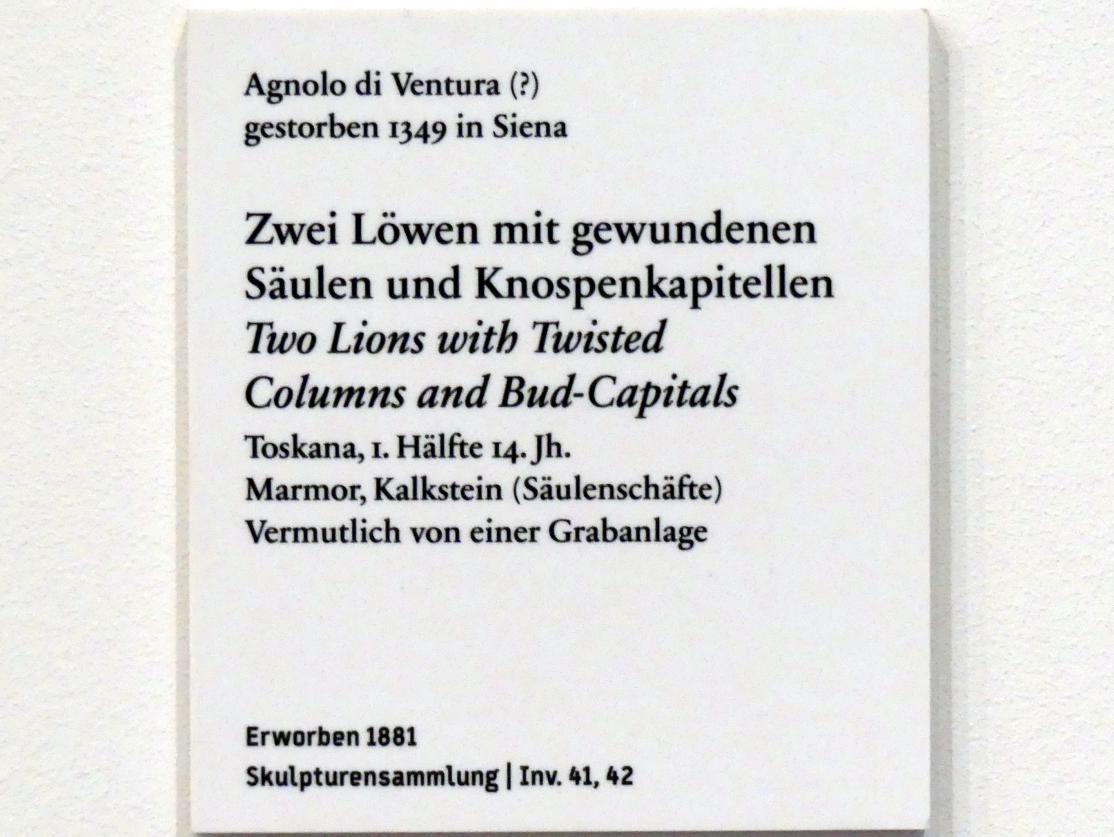 Agnolo di Ventura (?)
gestorben 1349 in Siena
Zwei Löwen mit gewundenen
Säulen und Knospenkapitellen
Two Lions with Twisted
Columns and Bud-Capitals
Toskana, 1. Hälfte 14. Jh.
Marmor, Kalkstein (Säulenschäfte)
Vermutlich von einer Grabanlage
Erworben 1881
Skulpturensammlung | Inv. 41, 42